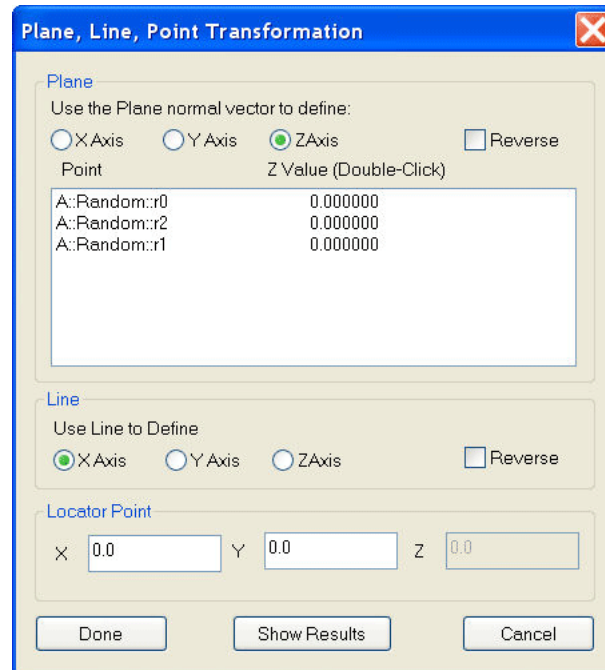 Plane, Line, Point Transformation
Plane
Use the Plane normal vector to define:
X Axis Y Axis ZAxis Reverse
Point Z Value (Double-Click)
A::Random::r0 0.000000
A::Random::r2 0.000000
A::Random::r1 0.000000
Line
Use Line to Define
X Axis Y Axis ZAxis Reverse
Locator Point
X 0.0 Y 0.0 Z 0.0
Done Show Results Cancel